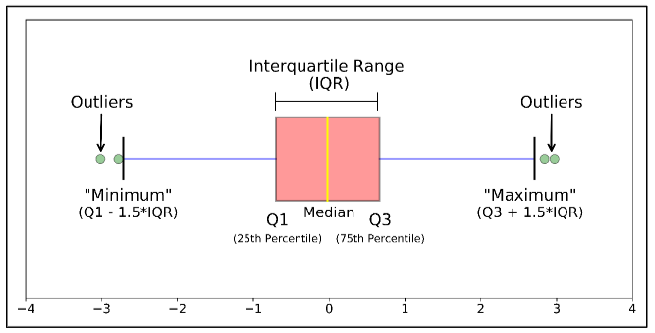 Interquartile Range
(IQR)
Outliers
Outliers
"Minimum"
(Q1 - 1.5*IQR)
"Maximum"
(Q3 + 1.5*IQR)
Q1
Median
Q3
(25th Percentile)
(75th Percentile)
−4
−3
−2
−1
0
1
2
3
4